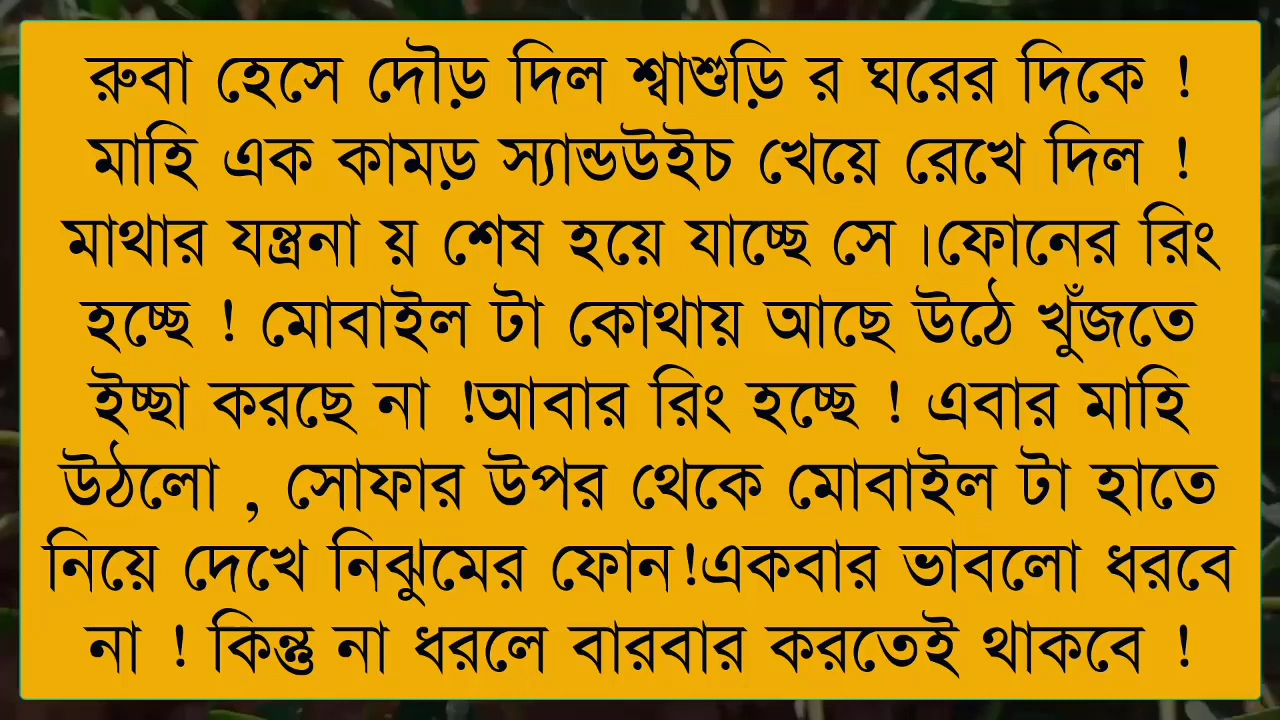 রুবা হেসে দৌড় দিল শ্বাশুড়ি র ঘরের দিকে !
মাহি এক কামড় স্যান্ডউইচ খেয়ে রেখে দিল !
মাথার যন্ত্রনা য় শেষ হয়ে যাচ্ছে সে ।ফোনের রিং
হচ্ছে ! মোবাইল টা কোথায় আছে উঠে খুঁজতে
ইচ্ছা করছে না !আবার রিং হচ্ছে ! এবার মাহি
উঠলো , সোফার উপর থেকে মোবাইল টা হাতে
নিয়ে দেখে নিঝুমের ফোন!একবার ভাবলো ধরবে
না ! কিন্তু না ধরলে বারবার করতেই থাকবে !